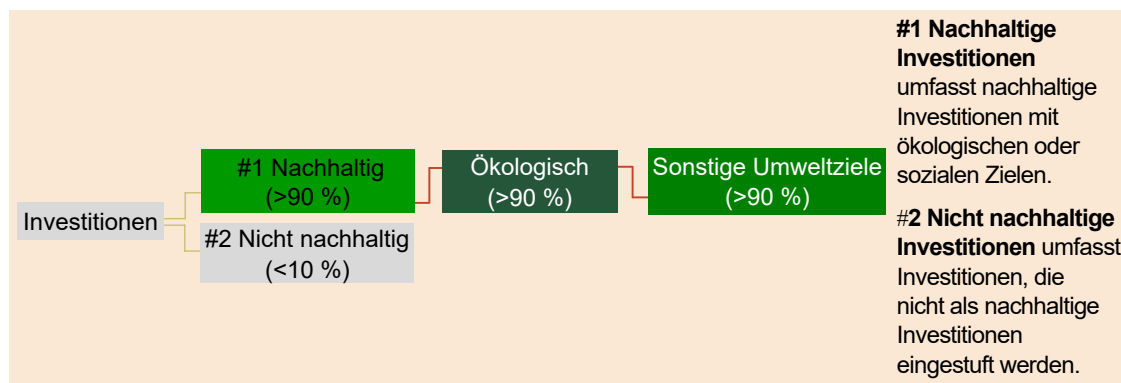 Investitionen
#1 Nachhaltig
(>90 %)
#2 Nicht nachhaltig
(<10 %)
Ökologisch
(>90 %)
Sonstige Umweltziele
(>90 %)
#1 Nachhaltige
Investitionen
umfasst nachhaltige
Investitionen mit
ökologischen oder
sozialen Zielen.
#2 Nicht nachhaltige
Investitionen umfasst
Investitionen, die
nicht als nachhaltige
Investitionen
eingestuft werden.